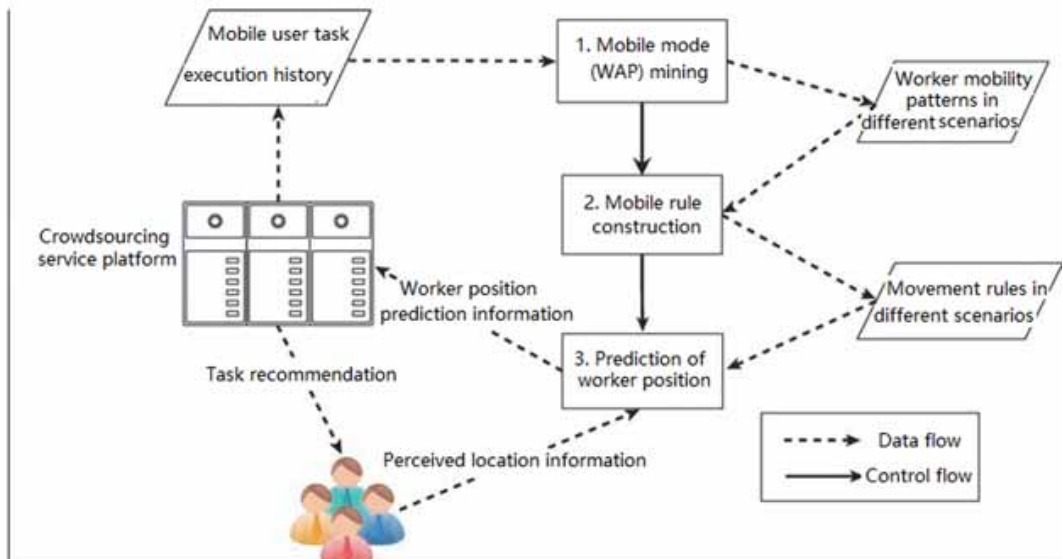 Mobile user task
execution history
1. Mobile mode
(WAP) mining
Worker mobility
patterns in
different scenarios
2. Mobile rule
construction
Crowdsourcing
service platform
Worker position
prediction information
Movement rules in
different scenarios
3. Prediction of
worker position
Task recommendation
Perceived location information
Data flow
Control flow